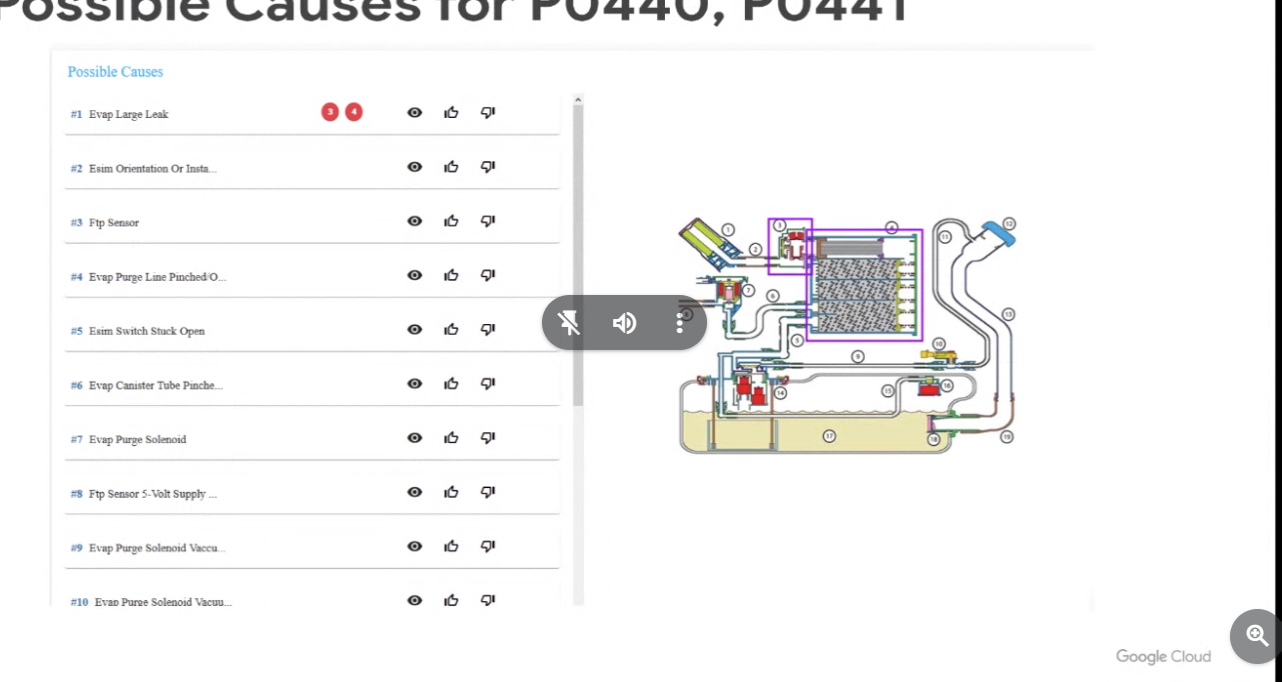 Possible Causes for P0440, P0441
Possible Causes
#1 Evap Large Leak 3 4
#2 Esim Orientation Or Insta...
#3 Ftp Sensor
#4 Evap Purge Line Pinched/O...
#5 Esim Switch Stuck Open
#6 Evap Canister Tube Pinche...
#7 Evap Purge Solenoid
#8 Ftp Sensor 5-Volt Supply ...
#9 Evap Purge Solenoid Vaccu...
#10 Evap Purge Solenoid Vacuu...
1 3 4 11 12
2
7 6
8 13
5 10
9
14 15 16
17 18 19
Google Cloud